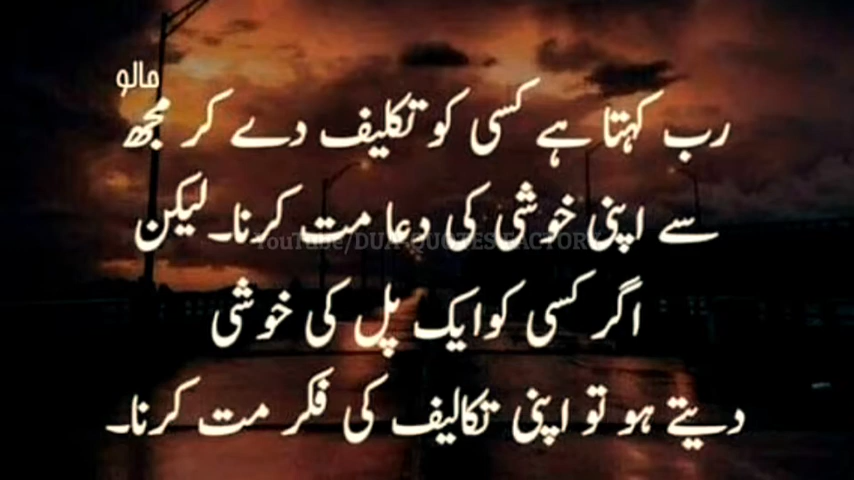 مالو
رب کہتا ہے کسی کو تکلیف دے کر مجھ
سے اپنی خوشی کی دعا مت کرنا۔ لیکن
YouTube/DUA QUOTES FACTORY
اگر کسی کو ایک پل کی خوشی
دیتے ہو تو اپنی تکالیف کی فکر مت کرنا۔